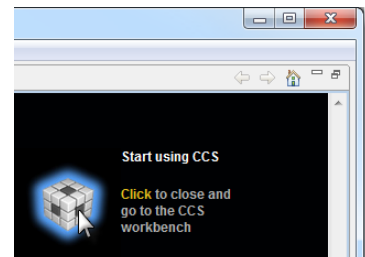 Start using CCS
Click to close and
go to the CCS
workbench